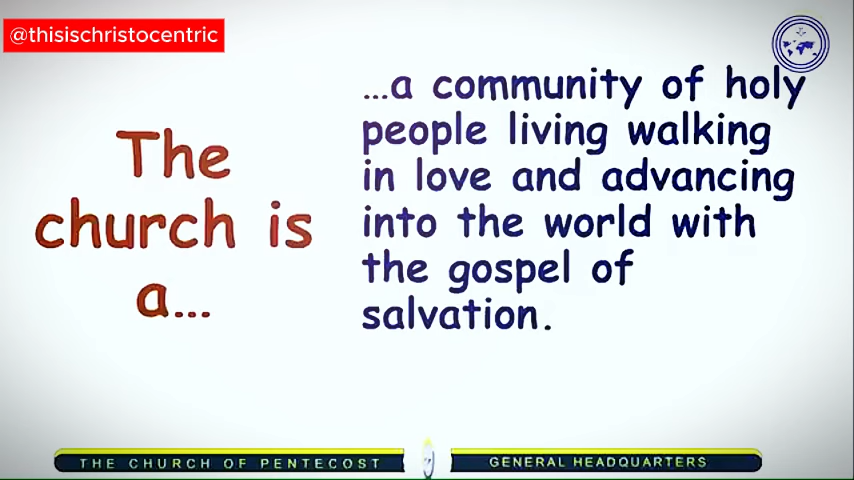 @thisischristocentric
The
church is
a...
...a community of holy
people living walking
in love and advancing
into the world with
the gospel of
salvation.
THE CHURCH OF PENTECOST
GENERAL HEADQUARTERS